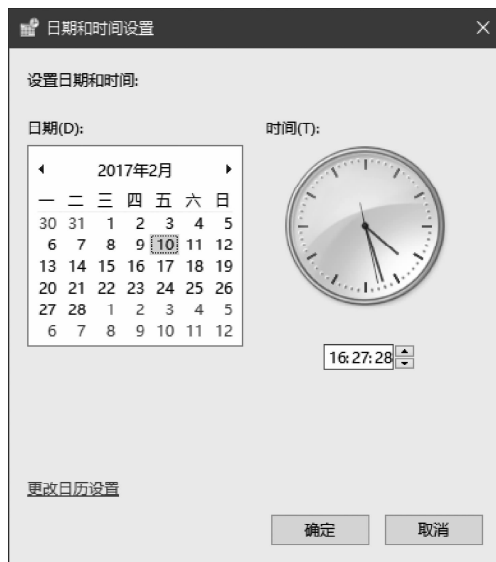 日期和时间设置
设置日期和时间:
日期(D):
2017年2月
一 二 三 四 五 六 日
30 31 1 2 3 4 5
6 7 8 9 10 11 12
13 14 15 16 17 18 19
20 21 22 23 24 25 26
27 28 1 2 3 4 5
6 7 8 9 10 11 12
时间(T):
16:27:28
更改日历设置
确定 取消